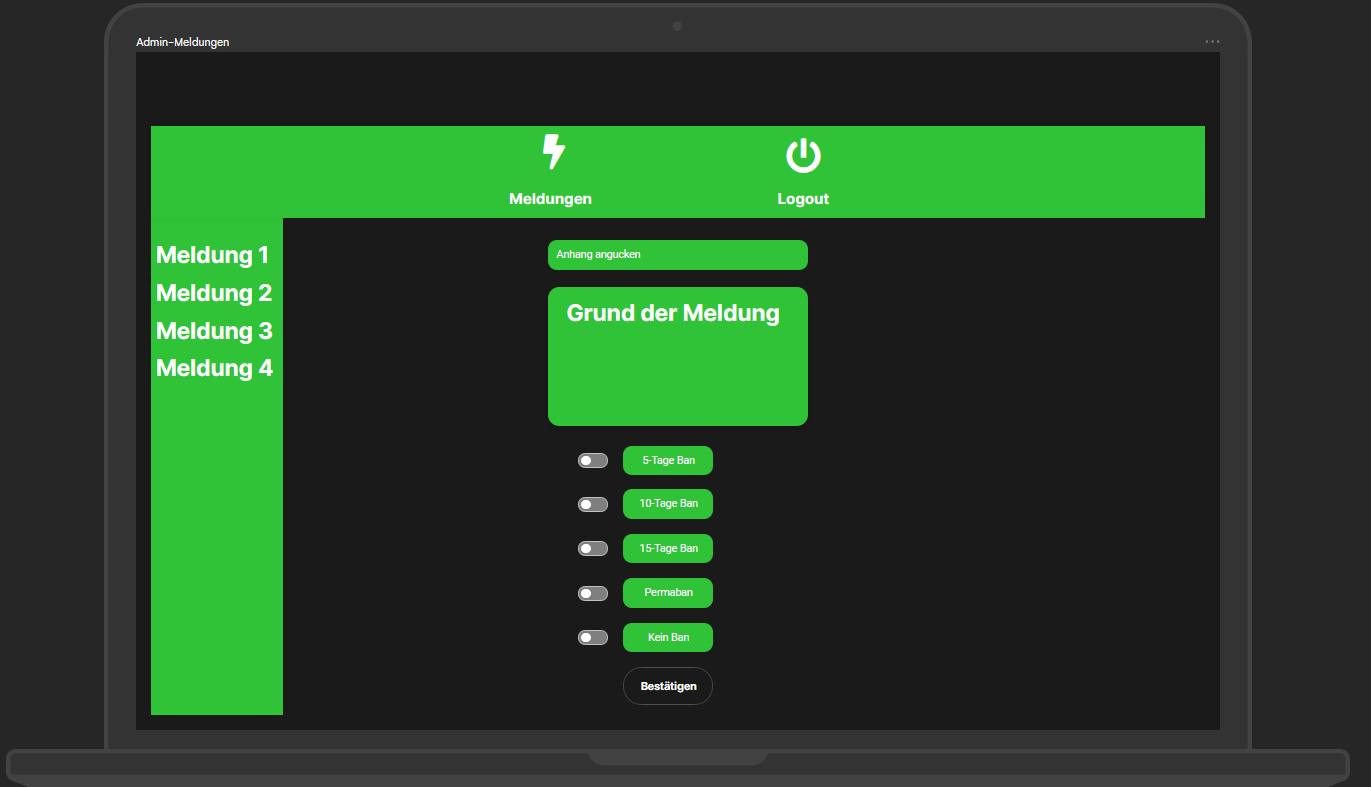 Admin-Meldungen
Meldungen
Logout
Meldung 1
Meldung 2
Meldung 3
Meldung 4
Anhang angucken
Grund der Meldung
5-Tage Ban
10-Tage Ban
15-Tage Ban
Permaban
Kein Ban
Bestätigen